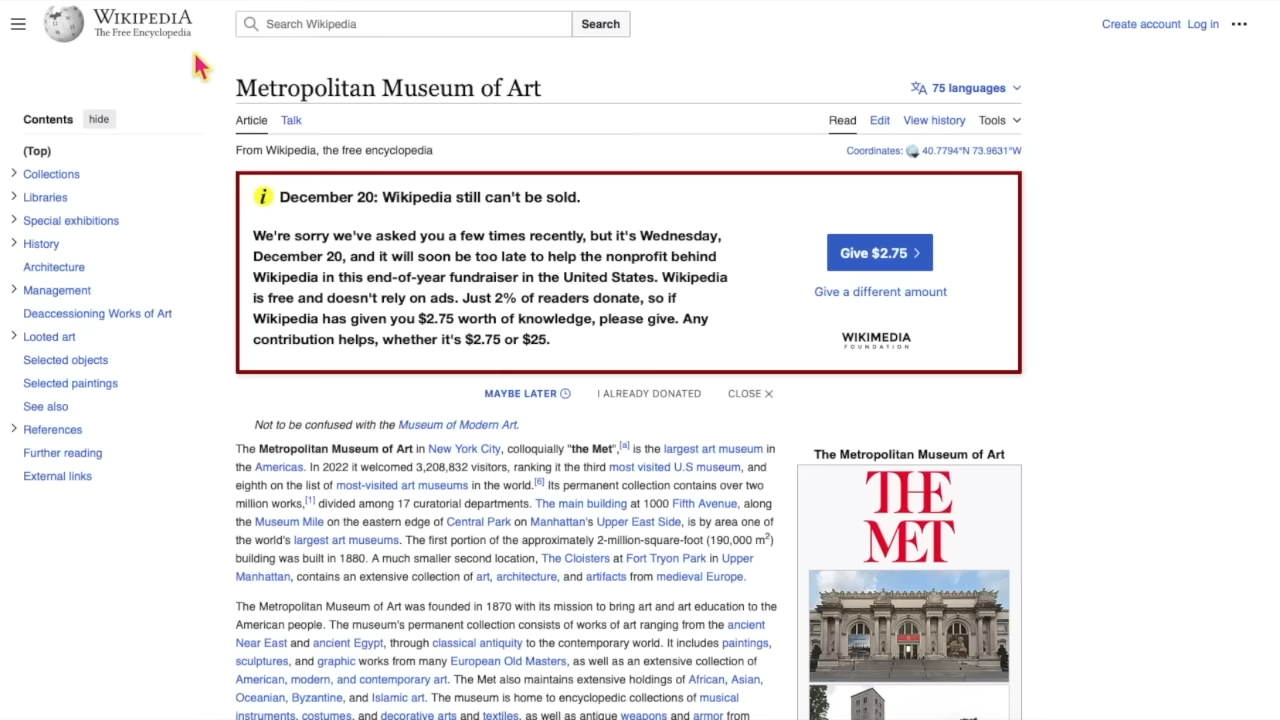 WIKIPEDIA
The Free Encyclopedia
Search Wikipedia
Search
Create account Log in
Metropolitan Museum of Art
75 languages
Contents hide
Article Talk
Read Edit View history Tools
From Wikipedia, the free encyclopedia
Coordinates: 40.7794°N 73.9631°W
(Top)
Collections
Libraries
Special exhibitions
History
Architecture
Management
Deaccessioning Works of Art
Looted art
Selected objects
Selected paintings
See also
References
Further reading
External links
i December 20: Wikipedia still can't be sold.
We're sorry we've asked you a few times recently, but it's Wednesday,
December 20, and it will soon be too late to help the nonprofit behind
Wikipedia in this end-of-year fundraiser in the United States. Wikipedia
is free and doesn't rely on ads. Just 2% of readers donate, so if
Wikipedia has given you $2.75 worth of knowledge, please give. Any
contribution helps, whether it's $2.75 or $25.
Give $2.75
Give a different amount
WIKIMEDIA
FOUNDATION
MAYBE LATER
I ALREADY DONATED
CLOSE
Not to be confused with the Museum of Modern Art.
The Metropolitan Museum of Art in New York City, colloquially "the Met",[a] is the largest art museum in
the Americas. In 2022 it welcomed 3,208,832 visitors, ranking it the third most visited U.S museum, and
eighth on the list of most-visited art museums in the world.[6] Its permanent collection contains over two
million works,[1] divided among 17 curatorial departments. The main building at 1000 Fifth Avenue, along
the Museum Mile on the eastern edge of Central Park on Manhattan's Upper East Side, is by area one of
the world's largest art museums. The first portion of the approximately 2-million-square-foot (190,000 m2)
building was built in 1880. A much smaller second location, The Cloisters at Fort Tryon Park in Upper
Manhattan, contains an extensive collection of art, architecture, and artifacts from medieval Europe.
The Metropolitan Museum of Art was founded in 1870 with its mission to bring art and art education to the
American people. The museum's permanent collection consists of works of art ranging from the ancient
Near East and ancient Egypt, through classical antiquity to the contemporary world. It includes paintings,
sculptures, and graphic works from many European Old Masters, as well as an extensive collection of
American, modern, and contemporary art. The Met also maintains extensive holdings of African, Asian,
Oceanian, Byzantine, and Islamic art. The museum is home to encyclopedic collections of musical
instruments, costumes, and decorative arts and textiles, as well as antique weapons and armor from
The Metropolitan Museum of Art
THE
MET